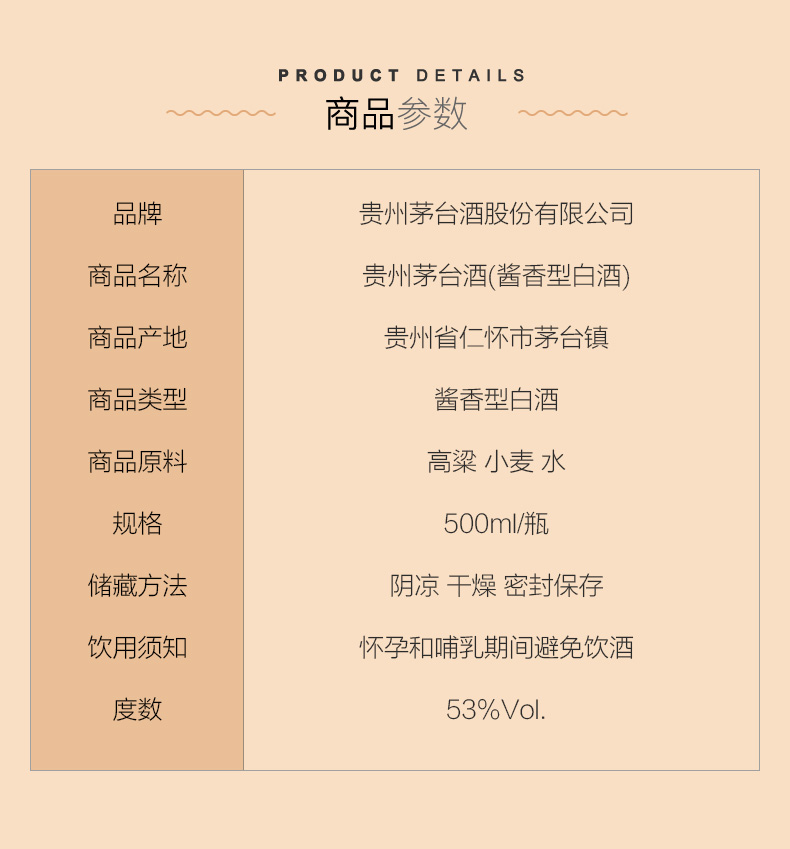 PRODUCT DETAILS
商品参数
品牌 贵州茅台酒股份有限公司
商品名称 贵州茅台酒(酱香型白酒)
商品产地 贵州省仁怀市茅台镇
商品类型 酱香型白酒
商品原料 高粱 小麦 水
规格 500ml/瓶
储藏方法 阴凉 干燥 密封保存
饮用须知 怀孕和哺乳期间避免饮酒
度数 53%Vol.